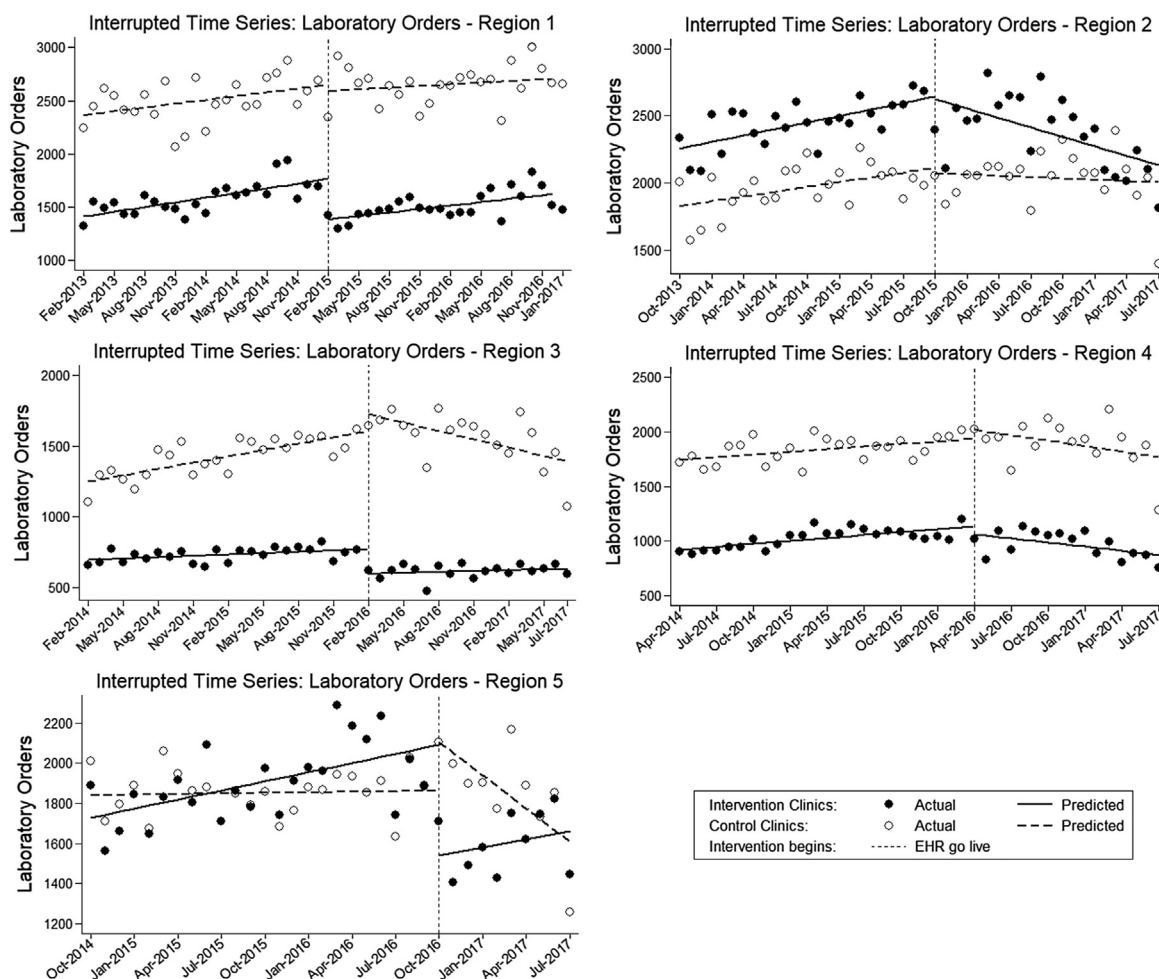 Interrupted Time Series: Laboratory Orders - Region 1
Laboratory Orders
3000
2500
2000
1500
1000
Feb-2013
May-2013
Aug-2013
Nov-2013
Feb-2014
May-2014
Aug-2014
Nov-2014
Feb-2015
May-2015
Aug-2015
Nov-2015
Feb-2016
May-2016
Aug-2016
Nov-2016
Jan-2017
Interrupted Time Series: Laboratory Orders - Region 2
Laboratory Orders
3000
2500
2000
1500
Oct-2013
Jan-2014
Apr-2014
Jul-2014
Oct-2014
Jan-2015
Apr-2015
Jul-2015
Oct-2015
Jan-2016
Apr-2016
Jul-2016
Oct-2016
Jan-2017
Apr-2017
Jul-2017
Interrupted Time Series: Laboratory Orders - Region 3
Laboratory Orders
2000
1500
1000
500
Feb-2014
May-2014
Aug-2014
Nov-2014
Feb-2015
May-2015
Aug-2015
Nov-2015
Feb-2016
May-2016
Aug-2016
Nov-2016
Feb-2017
May-2017
Jul-2017
Interrupted Time Series: Laboratory Orders - Region 4
Laboratory Orders
2500
2000
1500
1000
500
Apr-2014
Jul-2014
Oct-2014
Jan-2015
Apr-2015
Jul-2015
Oct-2015
Jan-2016
Apr-2016
Jul-2016
Oct-2016
Jan-2017
Apr-2017
Jul-2017
Interrupted Time Series: Laboratory Orders - Region 5
Laboratory Orders
2200
2000
1800
1600
1400
1200
Oct-2014
Jan-2015
Apr-2015
Jul-2015
Oct-2015
Jan-2016
Apr-2016
Jul-2016
Oct-2016
Jan-2017
Apr-2017
Jul-2017
Intervention Clinics: Actual Predicted
Control Clinics: Actual Predicted
Intervention begins: EHR go live